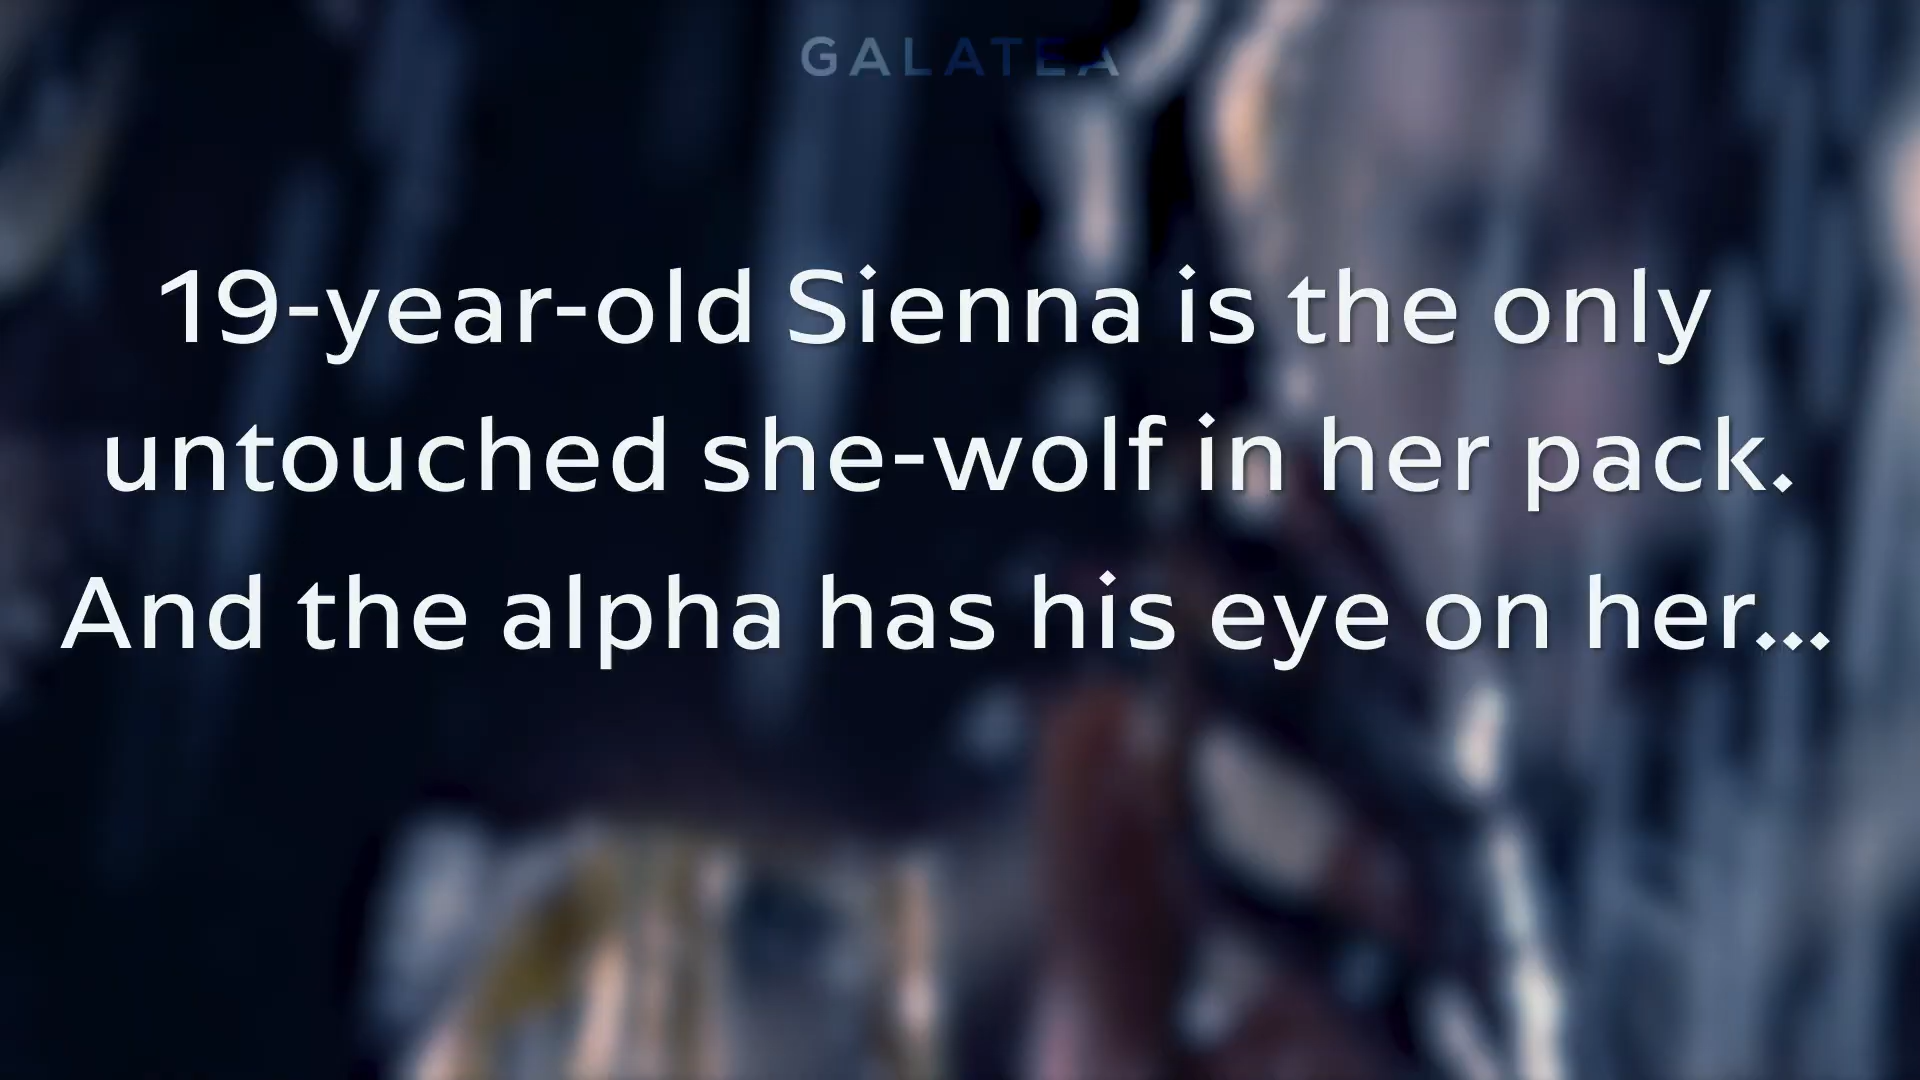 GALATEA
19-year-old Sienna is the only
untouched she-wolf in her pack.
And the alpha has his eye on her...